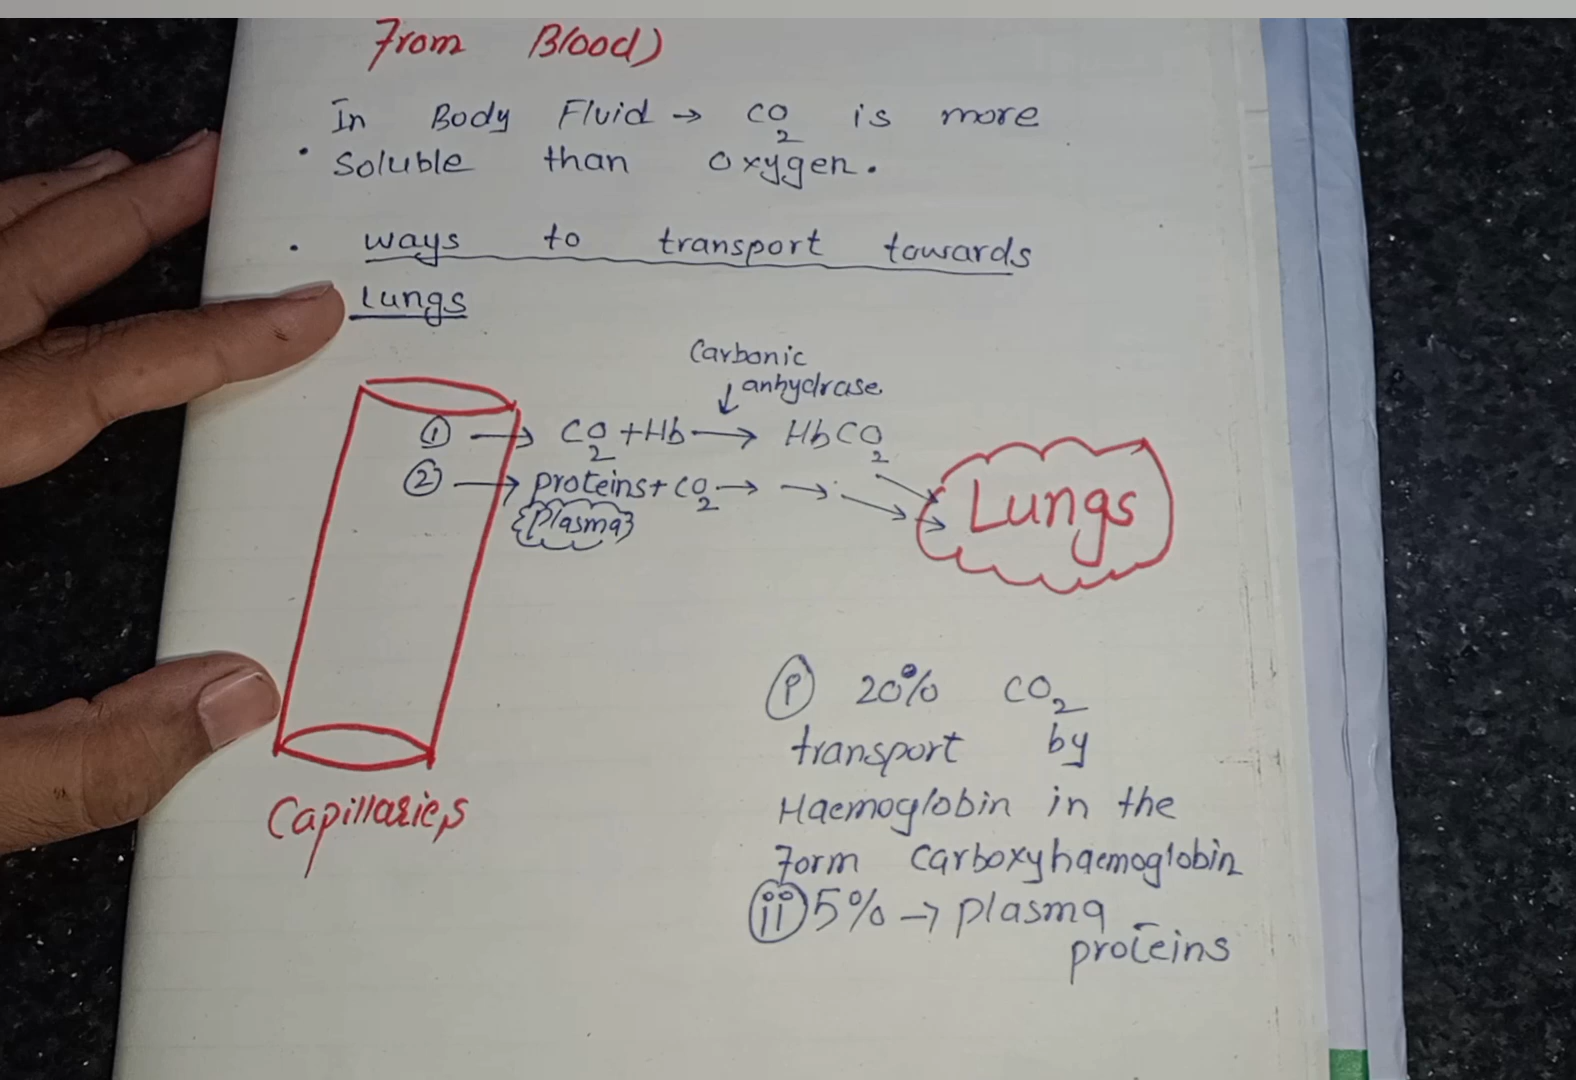 From Blood)
In Body Fluid → CO2 is more
• Soluble than oxygen.
• ways to transport towards
Lungs
Carbonic
↓ anhydrase
① → CO2 + Hb → HbCO2
② → proteins + CO2 → →
{Plasma}
Lungs
Capillaries
ⓘ 20% CO2
transport by
Haemoglobin in the
Form carboxyhaemoglobin
ⓘⓘ 5% → plasma
proteins